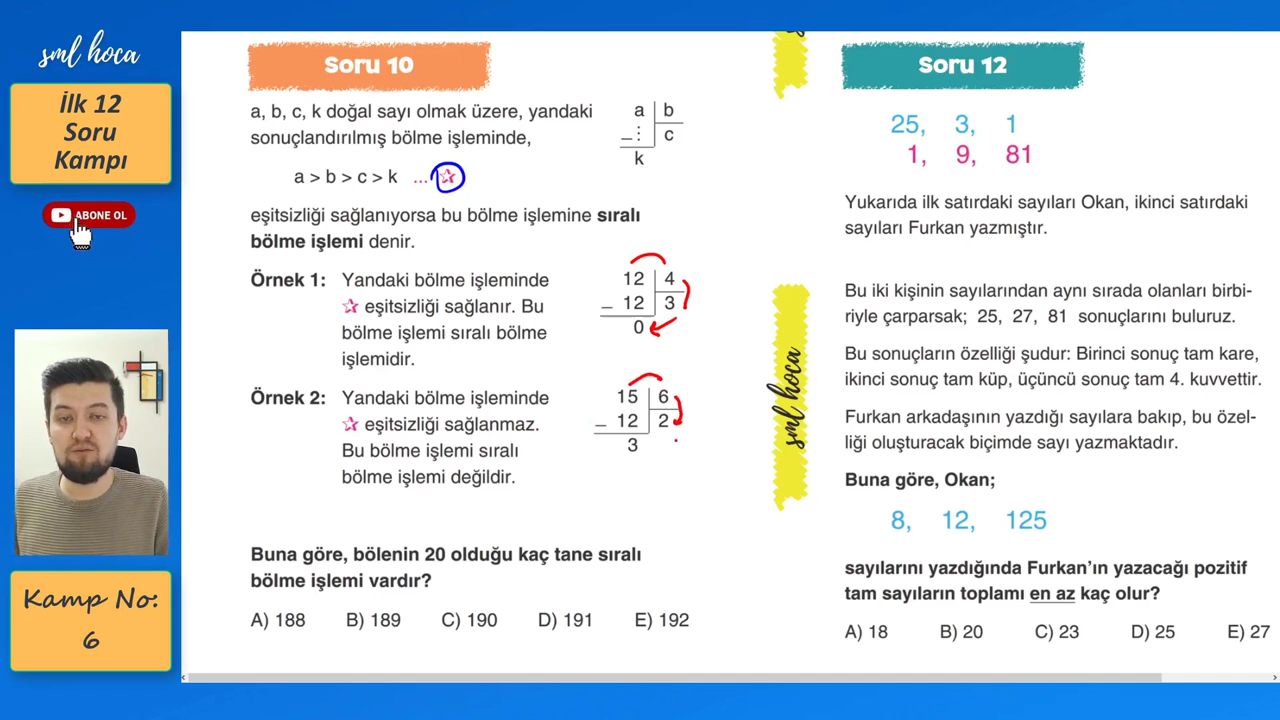 sml hoca
İlk 12
Soru
Kampı
ABONE OL
Kamp No:
6
Soru 10
a, b, c, k doğal sayı olmak üzere, yandaki
sonuçlandırılmış bölme işleminde,
a b
– ⋮ c
k
a > b > c > k ... ☆
eşitsizliği sağlanıyorsa bu bölme işlemine sıralı
bölme işlemi denir.
Örnek 1: Yandaki bölme işleminde
☆ eşitsizliği sağlanır. Bu
bölme işlemi sıralı bölme
işlemidir.
12 4
– 12 3
0
Örnek 2: Yandaki bölme işleminde
☆ eşitsizliği sağlanmaz.
Bu bölme işlemi sıralı
bölme işlemi değildir.
15 6
– 12 2
3
Buna göre, bölenin 20 olduğu kaç tane sıralı
bölme işlemi vardır?
A) 188 B) 189 C) 190 D) 191 E) 192
sml hoca
Soru 12
25, 3, 1
1, 9, 81
Yukarıda ilk satırdaki sayıları Okan, ikinci satırdaki
sayıları Furkan yazmıştır.
Bu iki kişinin sayılarından aynı sırada olanları birbi-
riyle çarparsak; 25, 27, 81 sonuçlarını buluruz.
Bu sonuçların özelliği şudur: Birinci sonuç tam kare,
ikinci sonuç tam küp, üçüncü sonuç tam 4. kuvvettir.
Furkan arkadaşının yazdığı sayılara bakıp, bu özel-
liği oluşturacak biçimde sayı yazmaktadır.
Buna göre, Okan;
8, 12, 125
sayılarını yazdığında Furkan’ın yazacağı pozitif
tam sayıların toplamı en az kaç olur?
A) 18 B) 20 C) 23 D) 25 E) 27